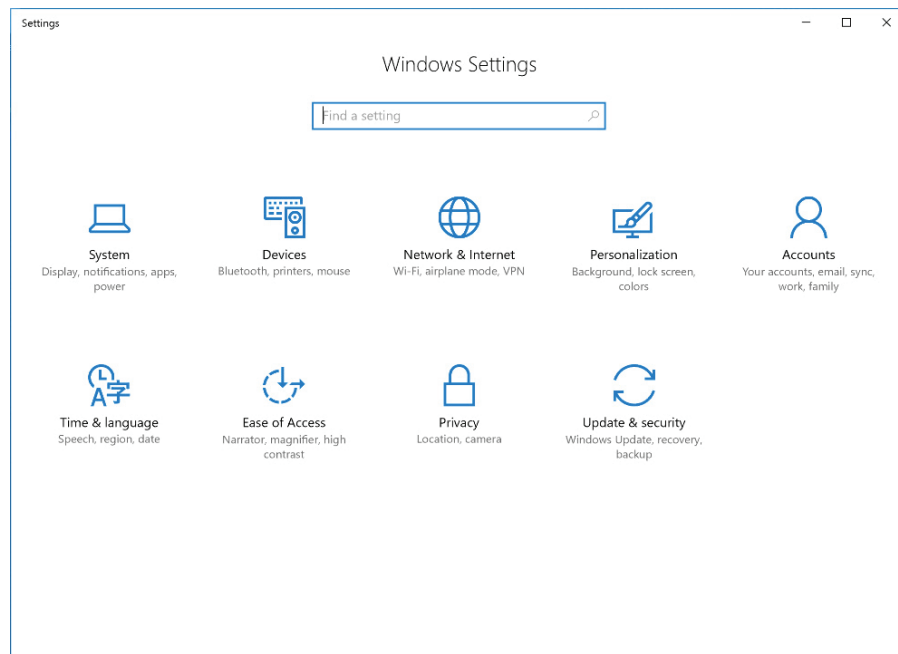 Settings
Windows Settings
Find a setting
System
Display, notifications, apps,
power
Devices
Bluetooth, printers, mouse
Network & Internet
Wi-Fi, airplane mode, VPN
Personalization
Background, lock screen,
colors
Accounts
Your accounts, email, sync,
work, family
A字
Time & language
Speech, region, date
Ease of Access
Narrator, magnifier, high
contrast
Privacy
Location, camera
Update & security
Windows Update, recovery,
backup